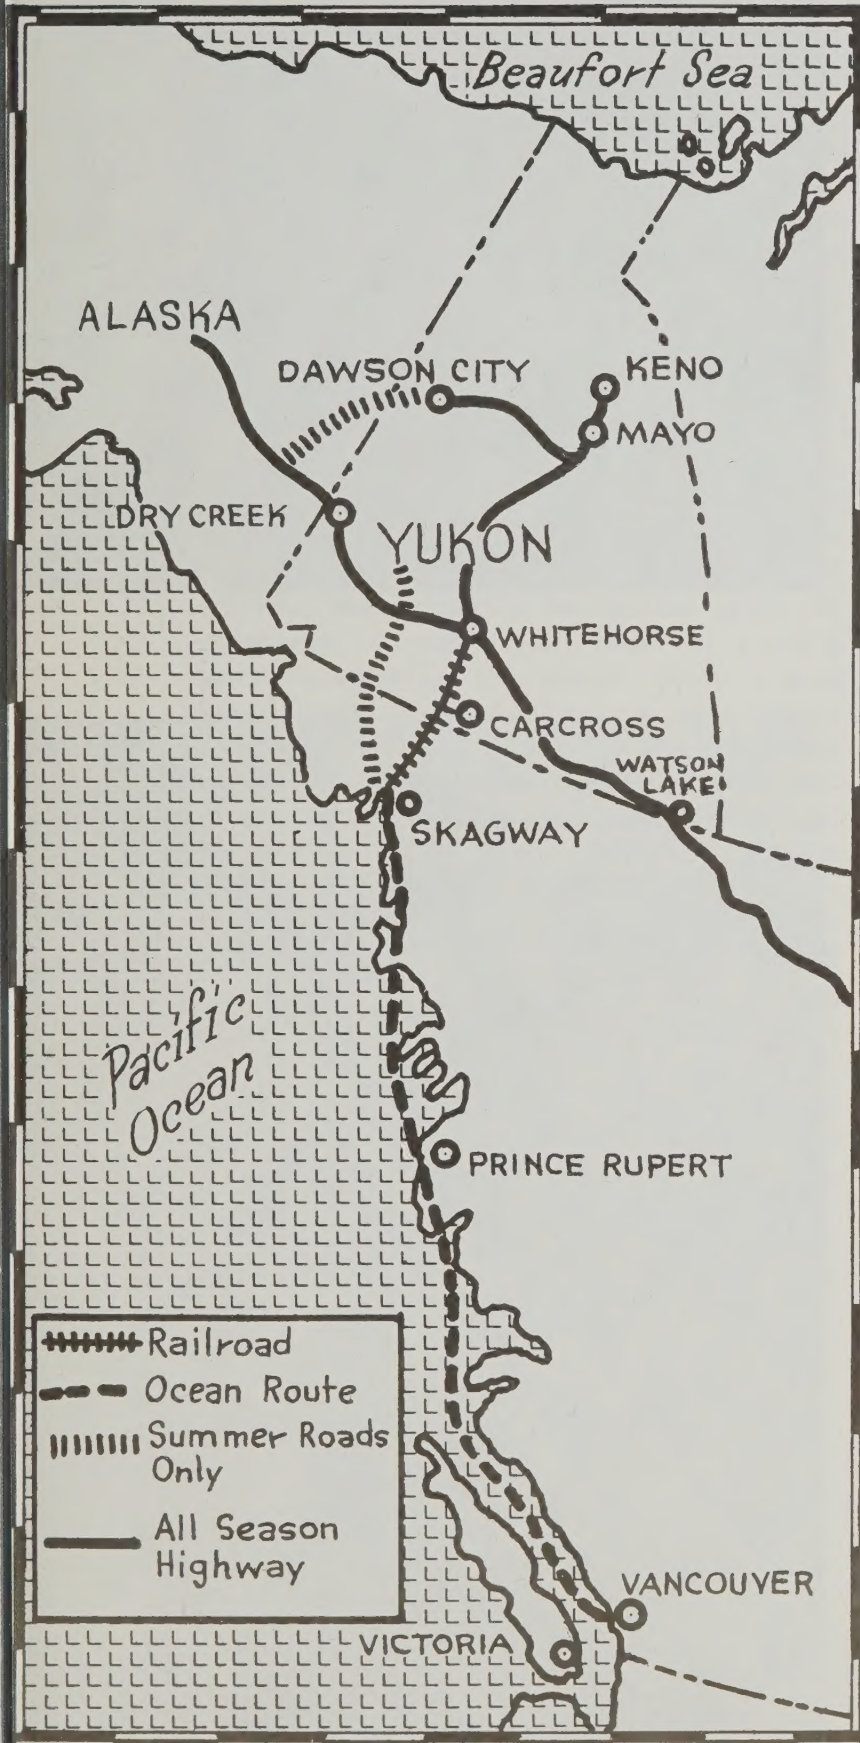 Beaufort Sea
ALASKA
DAWSON CITY
KENO
MAYO
DRY CREEK
YUKON
WHITEHORSE
CARCROSS
WATSON
LAKE
SKAGWAY
Pacific
Ocean
PRINCE RUPERT
Railroad
Ocean Route
Summer Roads
Only
All Season
Highway
VANCOUVER
VICTORIA